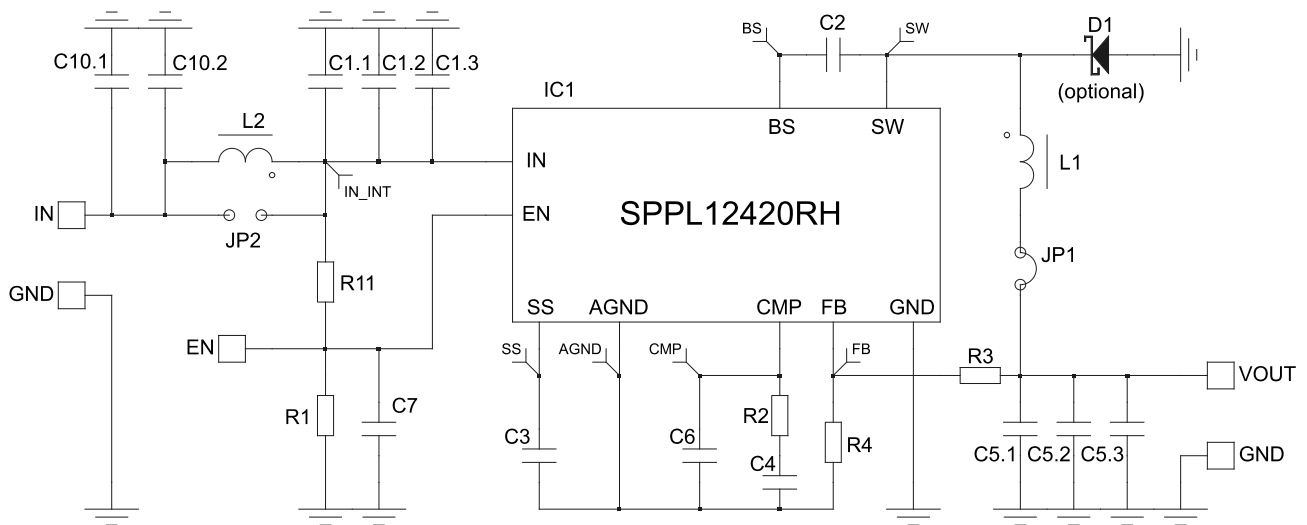 BS
C2
SW
D1
C10.1
C10.2
C1.1
C1.2
C1.3
(optional)
IC1
L2
BS
SW
IN
L1
IN_INT
IN
EN
SPPL12420RH
JP2
JP1
R11
GND
SS
AGND
CMP
FB
GND
EN
SS
AGND
CMP
FB
R3
VOUT
R1
C7
R2
C3
C6
R4
C4
C5.1
C5.2
C5.3
GND